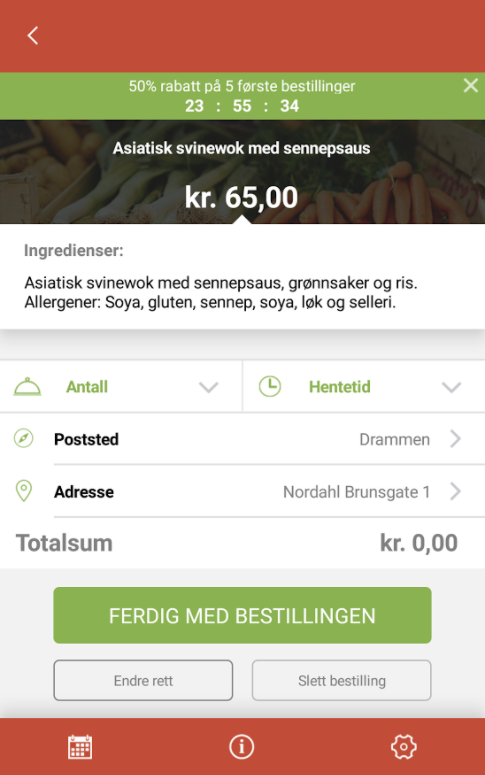 50% rabatt på 5 første bestillinger
23 : 55 : 34
Asiatisk svinewok med sennepsaus
kr. 65,00
Ingredienser:
Asiatisk svinewok med sennepsaus, grønnsaker og ris.
Allergener: Soya, gluten, sennep, soya, løk og selleri.
Antall
Hentetid
Poststed
Drammen
Adresse
Nordahl Brunsgate 1
Totalsum
kr. 0,00
FERDIG MED BESTILLINGEN
Endre rett
Slett bestilling